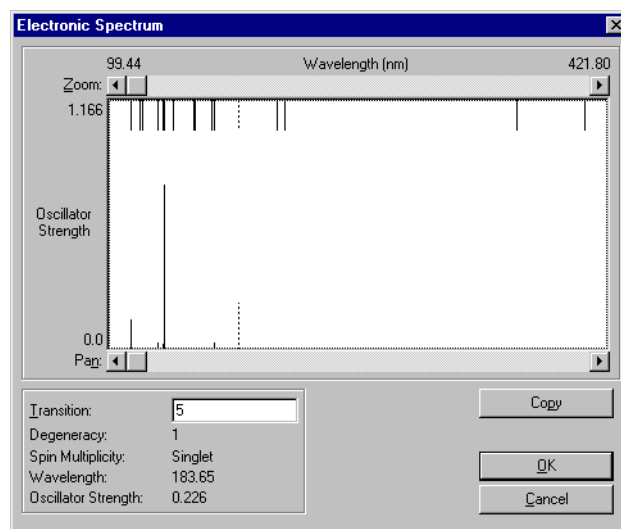 Electronic Spectrum
99.44 Wavelength (nm) 421.80
Zoom:
1.166
Oscillator
Strength
0.0
Pan:
Transition: 5
Degeneracy: 1
Spin Multiplicity: Singlet
Wavelength: 183.65
Oscillator Strength: 0.226
Copy
OK
Cancel